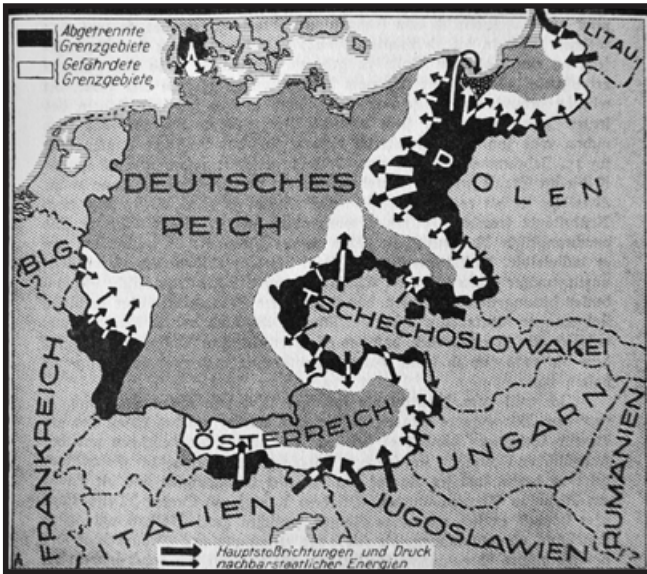 Abgetrennte
Grenzgebiete
Gefährdete
Grenzgebiete
LITAU
POLEN
DEUTSCHES
REICH
BLG.
TSCHECHOSLOWAKEI
FRANKREICH
ÖSTERREICH
UNGARN
RUMÄNIEN
ITALIEN
JUGOSLAWIEN
Hauptstoßrichtungen und Druck
nachbarstaatlicher Energien